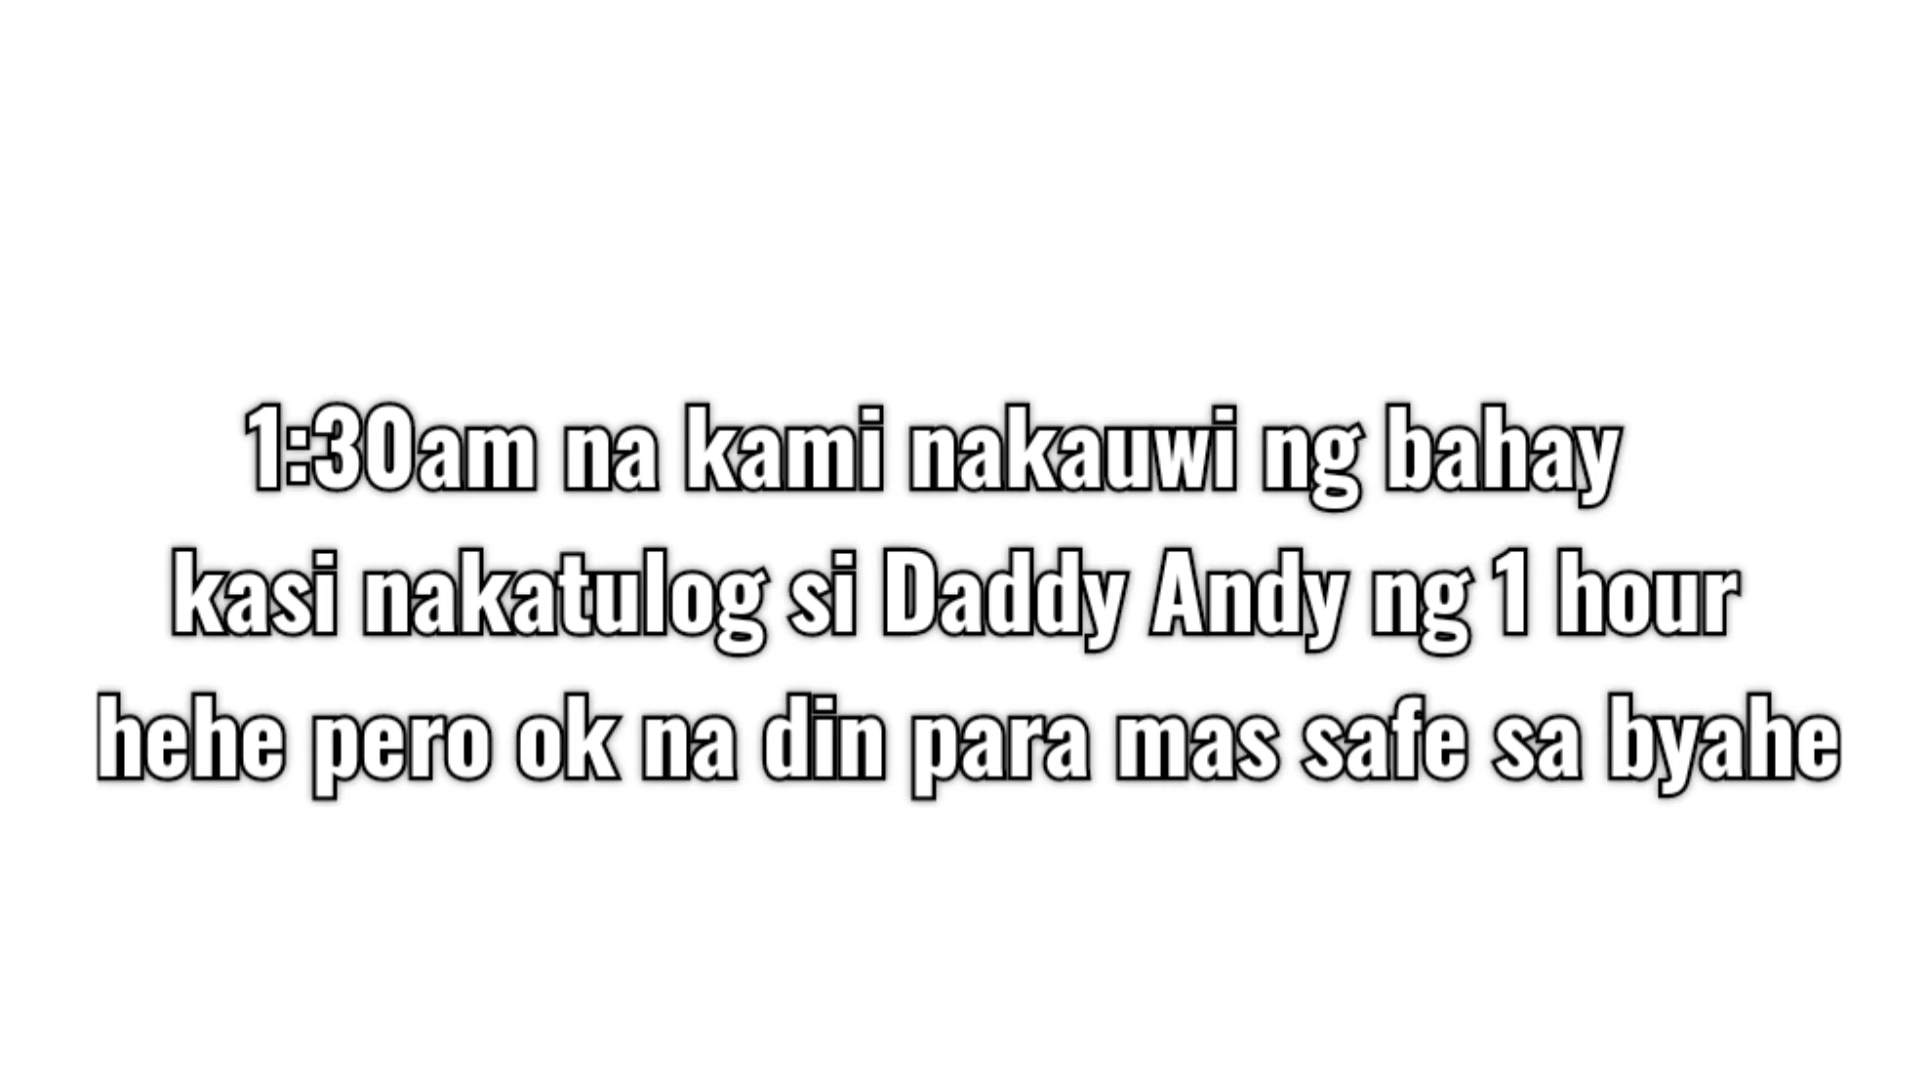 1:30am na kami nakauwi ng bahay
kasi nakatulog si Daddy Andy ng 1 hour
hehe pero ok na din para mas safe sa byahe